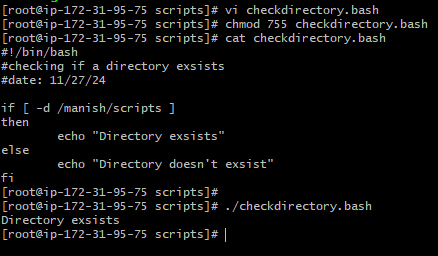 [root@ip-172-31-95-75 scripts]# vi checkdirectory.bash
[root@ip-172-31-95-75 scripts]# chmod 755 checkdirectory.bash
[root@ip-172-31-95-75 scripts]# cat checkdirectory.bash
#!/bin/bash
#checking if a directory exsists
#date: 11/27/24

if [ -d /manish/scripts ]
then
        echo "Directory exsists"
else
        echo "Directory doesn't exsist"
fi
[root@ip-172-31-95-75 scripts]#
[root@ip-172-31-95-75 scripts]# ./checkdirectory.bash
Directory exsists
[root@ip-172-31-95-75 scripts]#